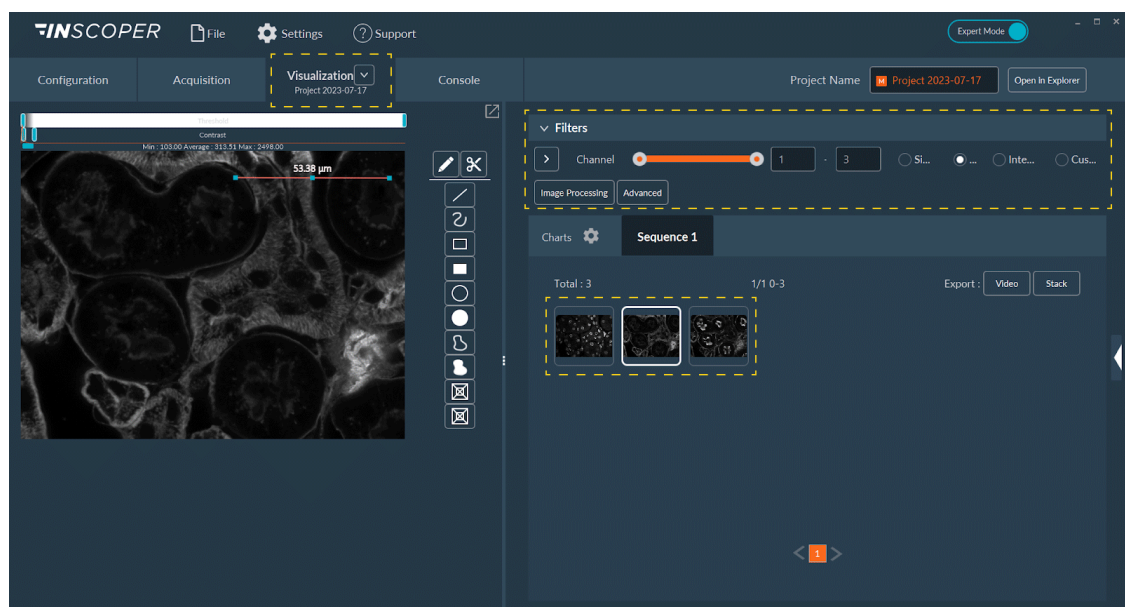 INSCOPER
File
Settings
Support
Expert Mode
Configuration
Acquisition
Visualization
Project 2023-07-17
Console
Project Name
M Project 2023-07-17
Open In Explorer
Threshold
Contrast
Min : 103.00 Average : 313.51 Max : 2498.00
53.38 µm
Filters
Channel
1 - 3
Si...
...
Inte...
Cus...
Image Processing
Advanced
Charts
Sequence 1
Total : 3
1/1 0-3
Export :
Video
Stack
< 1 >